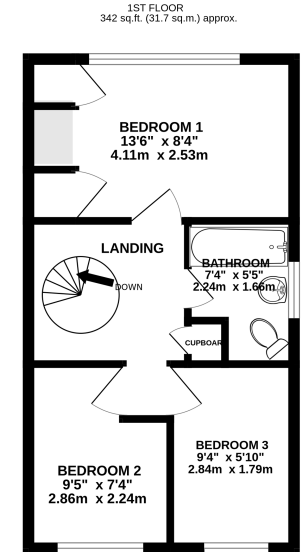 1ST FLOOR
342 sq.ft. (31.7 sq.m.) approx.
BEDROOM 1
13'6" x 8'4"
4.11m x 2.53m
LANDING
DOWN
BATHROOM
7'4" x 5'5"
2.24m x 1.66m
CUPBOAR
BEDROOM 3
9'4" x 5'10"
2.84m x 1.79m
BEDROOM 2
9'5" x 7'4"
2.86m x 2.24m